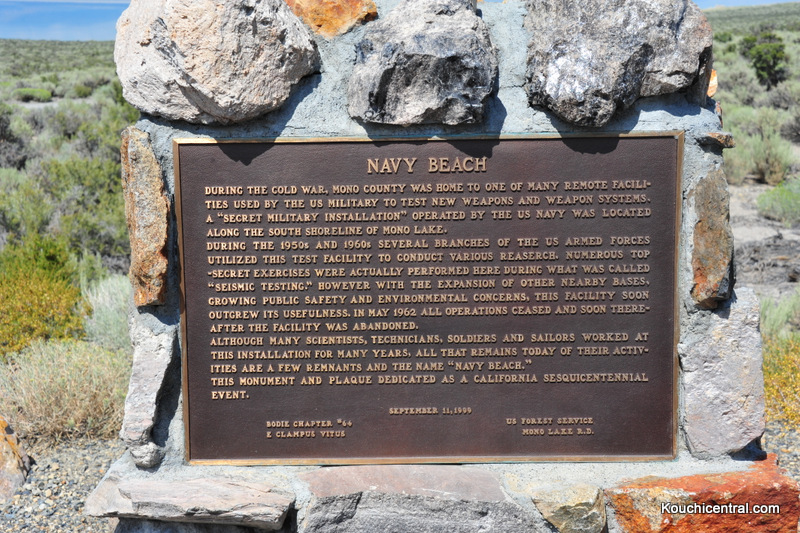 NAVY BEACH
DURING THE COLD WAR, MONO COUNTY WAS HOME TO ONE OF MANY REMOTE FACILI-
TIES USED BY THE US MILITARY TO TEST NEW WEAPONS AND WEAPON SYSTEMS.
A "SECRET MILITARY INSTALLATION" OPERATED BY THE US NAVY WAS LOCATED
ALONG THE SOUTH SHORELINE OF MONO LAKE.
DURING THE 1950s AND 1960s SEVERAL BRANCHES OF THE US ARMED FORCES
UTILIZED THIS TEST FACILITY TO CONDUCT VARIOUS REASERCH. NUMEROUS TOP
-SECRET EXERCISES WERE ACTUALLY PERFORMED HERE DURING WHAT WAS CALLED
"SEISMIC TESTING." HOWEVER WITH THE EXPANSION OF OTHER NEARBY BASES,
GROWING PUBLIC SAFETY AND ENVIRONMENTAL CONCERNS, THIS FACILITY SOON
OUTGREW ITS USEFULNESS. IN MAY 1962 ALL OPERATIONS CEASED AND SOON THERE-
AFTER THE FACILITY WAS ABANDONED.
ALTHOUGH MANY SCIENTISTS, TECHNICIANS, SOLDIERS AND SAILORS WORKED AT
THIS INSTALLATION FOR MANY YEARS, ALL THAT REMAINS TODAY OF THEIR ACTIV-
ITIES ARE A FEW REMNANTS AND THE NAME "NAVY BEACH."
THIS MONUMENT AND PLAQUE DEDICATED AS A CALIFORNIA SESQUICENTENNIAL
EVENT.
SEPTEMBER 11, 1999
BODIE CHAPTER #64
E CLAMPUS VITUS
US FOREST SERVICE
MONO LAKE R.D.
Kouchicentral.com